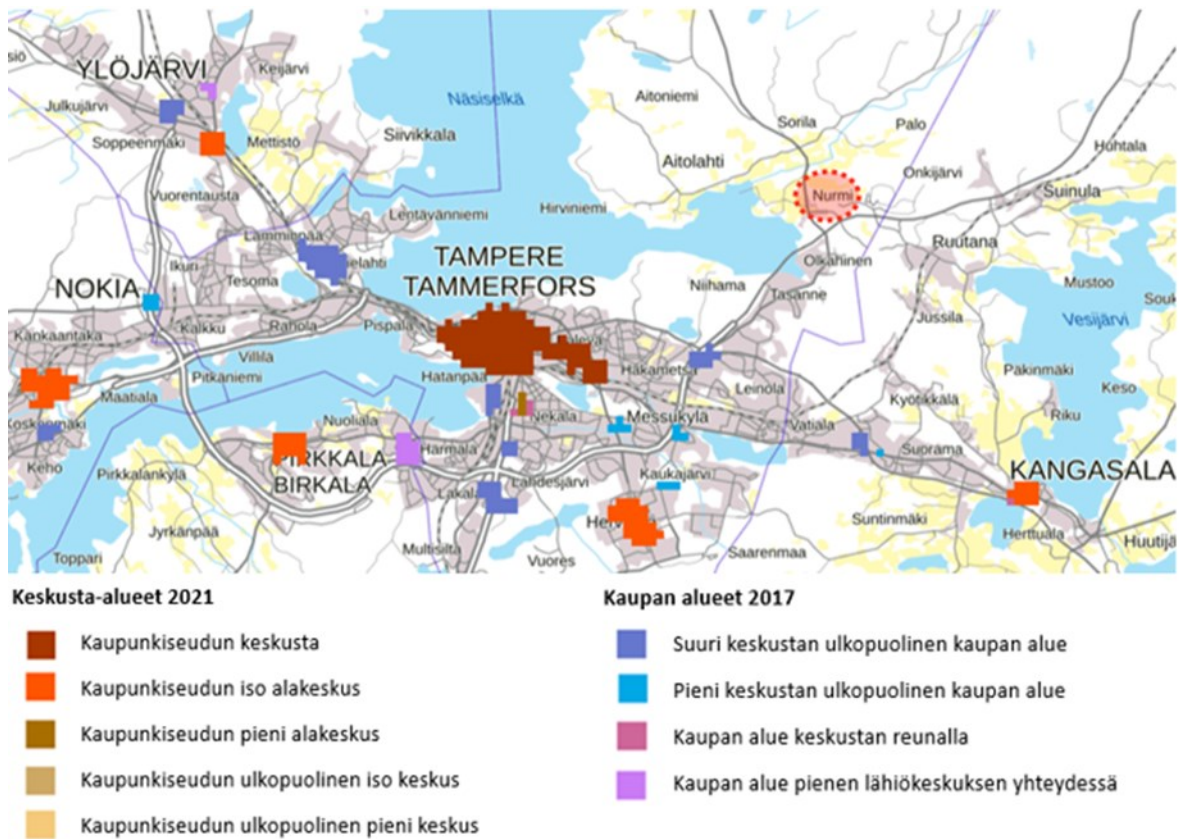 YLÖJÄRVI
Keijärvi
Julkujärvi
Soppeenmäki
Mettistö
Vuorentausta
Siivikkala
Näsiselkä
Aitoniemi
Sorila
Palo
Aitolahti
Huhtala
Onkijärvi
Nurmi
Suinula
Lentävänniemi
Hirviniemi
Ruutana
Lamminpää
Ikuri
Tesoma
TAMPERE
TAMMERFORS
Olkahinen
Niihama
Tasanne
Mustoo
NOKIA
Vesijärvi
Jussila
Kankaantaka
Kalkku
Rahola
Pispala
Villilä
Pitkäniemi
Maatiala
Hatanpää
Hakametsä
Leinola
Pakinmäki
Keso
Kyötikkälä
Riku
Koskenmäki
Nuoliala
Nekala
Messukylä
Vatiala
Suorama
Keho
Pirkkalankylä
PIRKKALA
BIRKALA
Härmälä
Lahdesjärvi
Kaukajärvi
KANGASALA
Jyrkänpää
Suntinmäki
Herttuala
Toppari
Multisilta
Vuores
Saarenmaa
Keskusta-alueet 2021
Kaupunkiseudun keskusta
Kaupunkiseudun iso alakeskus
Kaupunkiseudun pieni alakeskus
Kaupunkiseudun ulkopuolinen iso keskus
Kaupunkiseudun ulkopuolinen pieni keskus
Kaupan alueet 2017
Suuri keskustan ulkopuolinen kaupan alue
Pieni keskustan ulkopuolinen kaupan alue
Kaupan alue keskustan reunalla
Kaupan alue pienen lähiökeskuksen yhteydessä